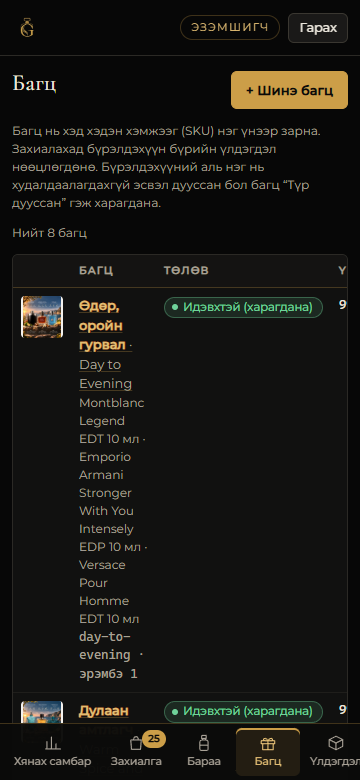 ЭЗЭМШИГЧ
Гарах
Багц
+ Шинэ багц
Багц нь хэд хэдэн хэмжээг (SKU) нэг үнээр зарна.
Захиалахад бүрэлдэхүүн бүрийн үлдэгдэл
нөөцлөгдөнө. Бүрэлдэхүүний аль нэг нь
худалдаалагдахгүй эсвэл дууссан бол багц “Түр
дууссан” гэж харагдана.
Нийт 8 багц
БАГЦ
ТӨЛӨВ
Ү
Өдөр,
оройн
гурвал ·
Day to
Evening
Montblanc
Legend
EDT 10 мл ·
Emporio
Armani
Stronger
With You
Intensely
EDP 10 мл ·
Versace
Pour
Homme
EDT 10 мл
day-to-
evening ·
эрэмбэ 1
Идэвхтэй (харагдана)
9
Дулаан
Идэвхтэй (харагдана)
9
Хянах самбар
Захиалга
25
Бараа
Багц
Үлдэгдэл